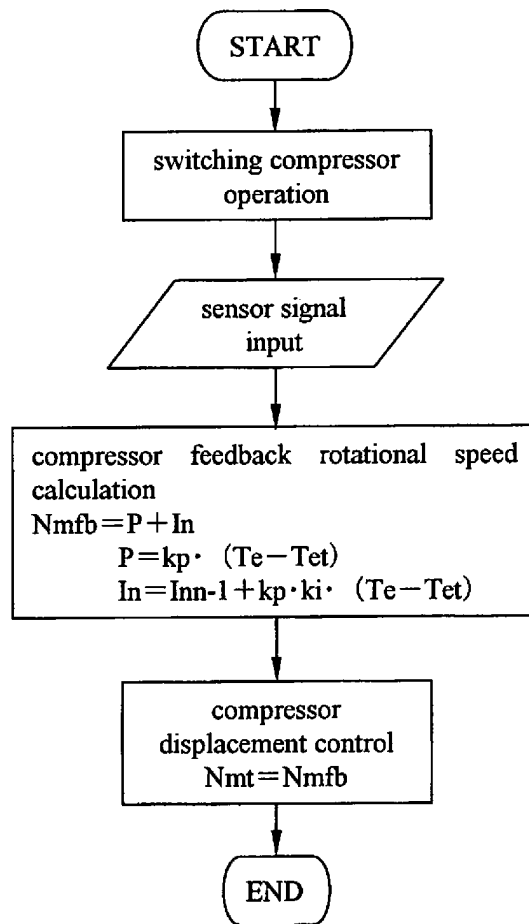 START
switching compressor
operation
sensor signal
input
compressor feedback rotational speed
calculation
Nmfb=P+In
P=kp· (Te-Tet)
In=Inn-1+kp·ki· (Te-Tet)
compressor
displacement control
Nmt=Nmfb
END